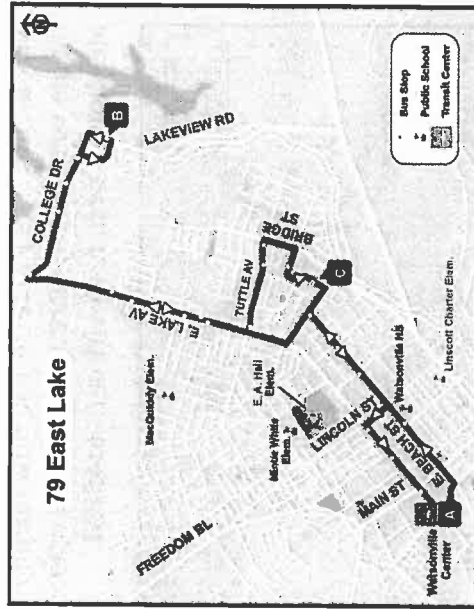 79 East Lake
N
COLLEGE DR
B
LAKEVIEW RD
E LAKE AV
TUTTLE AV
BRIDGE
ST
C
MacQuiddy Elem.
E. A. Hall
Elem.
Mintie White
Elem.
LINCOLN ST
Watsonville HS
Linscott Charter Elem.
E. BEACH ST
MAIN ST
FREEDOM BL
A
Watsonville
Center
Bus Stop
Public School
Transit Center